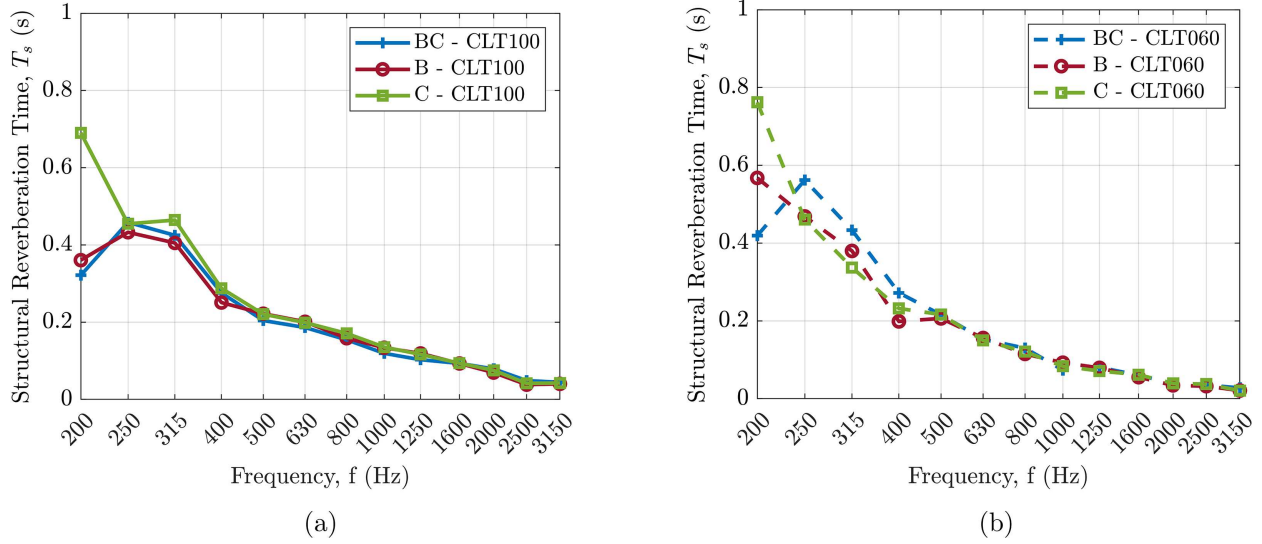 Structural Reverberation Time, T_s (s)
1
0.8
0.6
0.4
0.2
0
BC - CLT100
B - CLT100
C - CLT100
200 250 315 400 500 630 800 1000 1250 1600 2000 2500 3150
Frequency, f (Hz)
(a)
Structural Reverberation Time, T_s (s)
1
0.8
0.6
0.4
0.2
0
BC - CLT060
B - CLT060
C - CLT060
200 250 315 400 500 630 800 1000 1250 1600 2000 2500 3150
Frequency, f (Hz)
(b)